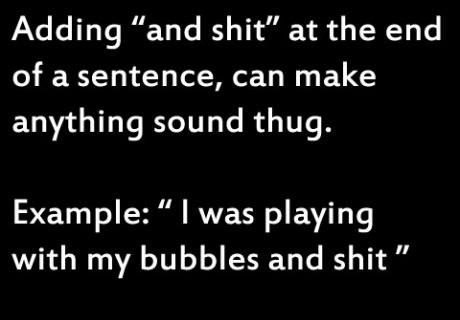 Adding “and shit” at the end
of a sentence, can make
anything sound thug.
Example: “ I was playing
with my bubbles and shit ”